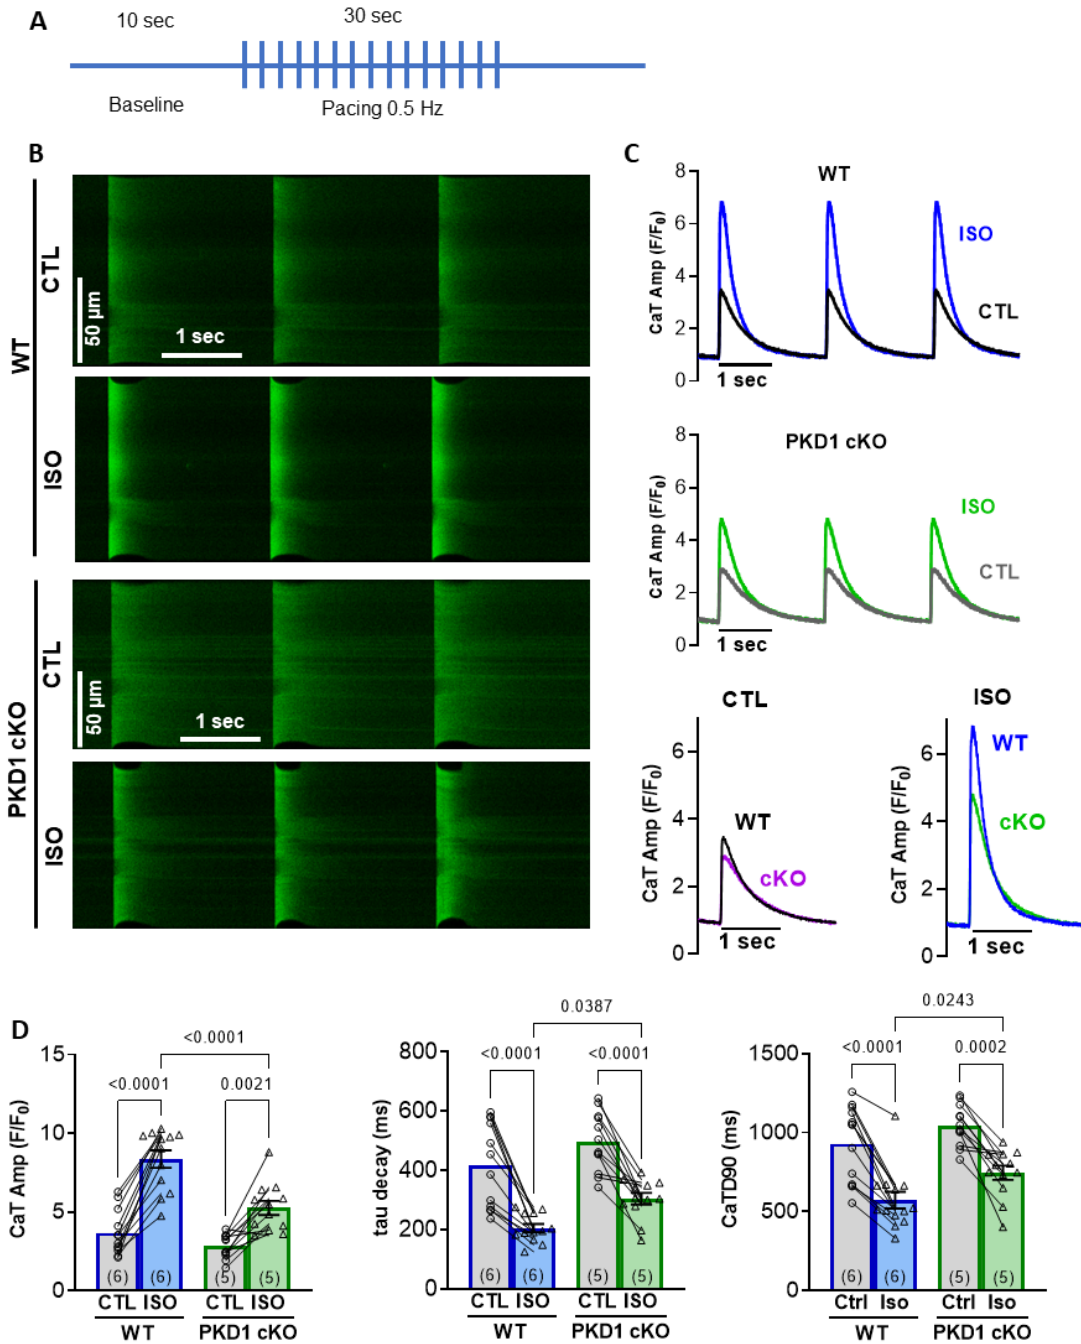 A
10 sec
30 sec
Baseline
Pacing 0.5 Hz
B
WT
CTL
50 µm
1 sec
ISO
PKD1 cKO
CTL
50 µm
1 sec
ISO
C
WT
CaT Amp (F/F0)
8
6
4
2
0
ISO
CTL
1 sec
PKD1 cKO
CaT Amp (F/F0)
8
6
4
2
0
ISO
CTL
1 sec
CTL
CaT Amp (F/F0)
6
4
2
0
WT
cKO
1 sec
ISO
CaT Amp (F/F0)
6
4
2
0
WT
cKO
1 sec
D
CaT Amp (F/F0)
15
10
5
0
<0.0001
<0.0001
0.0021
(6)
(6)
(5)
(5)
CTL ISO
CTL ISO
WT
PKD1 cKO
tau decay (ms)
800
600
400
200
0
0.0387
<0.0001
<0.0001
(6)
(6)
(5)
(5)
CTL ISO
CTL ISO
WT
PKD1 cKO
CaTD90 (ms)
1500
1000
500
0
0.0243
<0.0001
0.0002
(6)
(6)
(5)
(5)
Ctrl Iso
Ctrl Iso
WT
PKD1 cKO